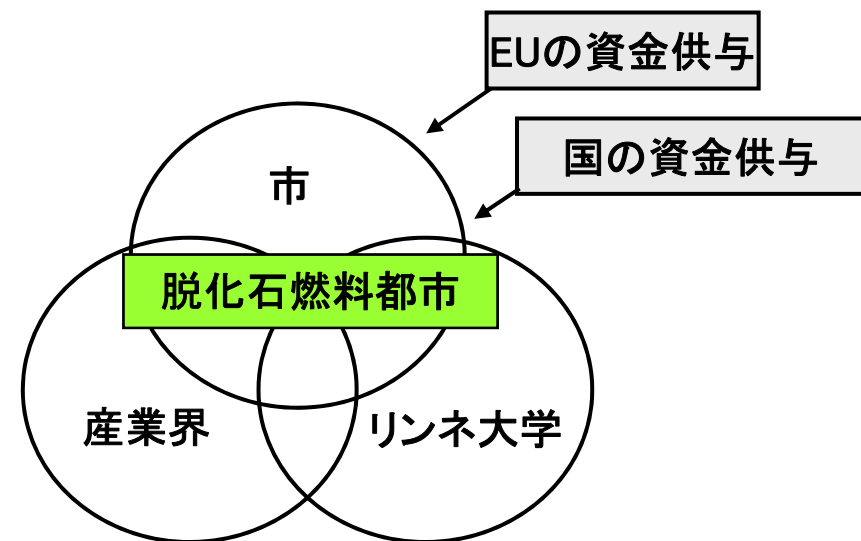 EUの資金供与
国の資金供与
市
脱化石燃料都市
産業界
リンネ大学